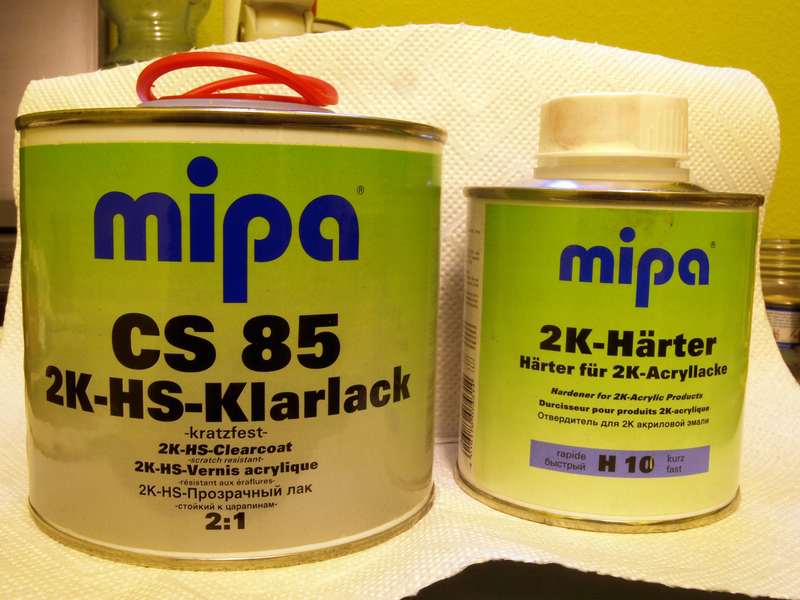 mipa®
CS 85
2K-HS-Klarlack
-kratzfest-
2K-HS-Clearcoat
-scratch resistant-
2K-HS-Vernis acrylique
-résistant aux éraflures-
2K-HS-Прозрачный лак
-стойкий к царапинам-
2:1
mipa®
2K-Härter
Härter für 2K-Acryllacke
Hardener for 2K-Acrylic Products
Durcisseur pour produits 2K-acrylique
Отвердитель для 2К акриловой эмали
rapide
быстрый
H 10
kurz
fast